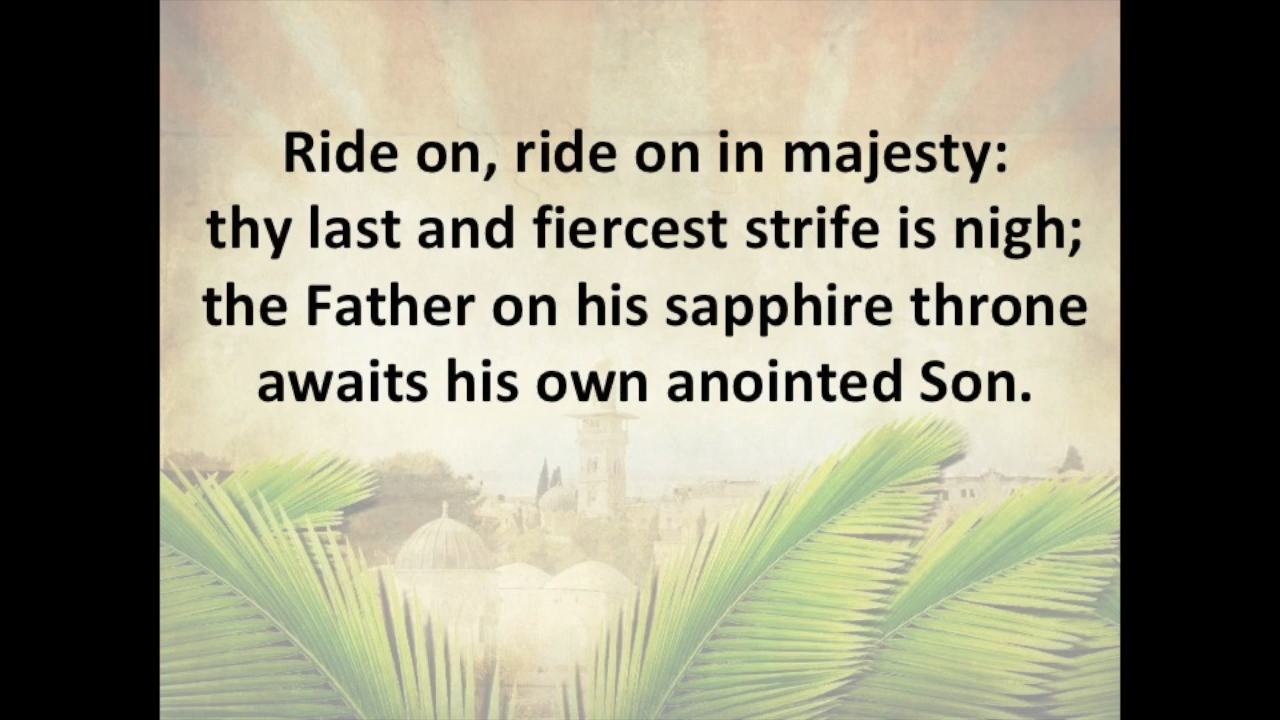 Ride on, ride on in majesty:
thy last and fiercest strife is nigh;
the Father on his sapphire throne
awaits his own anointed Son.